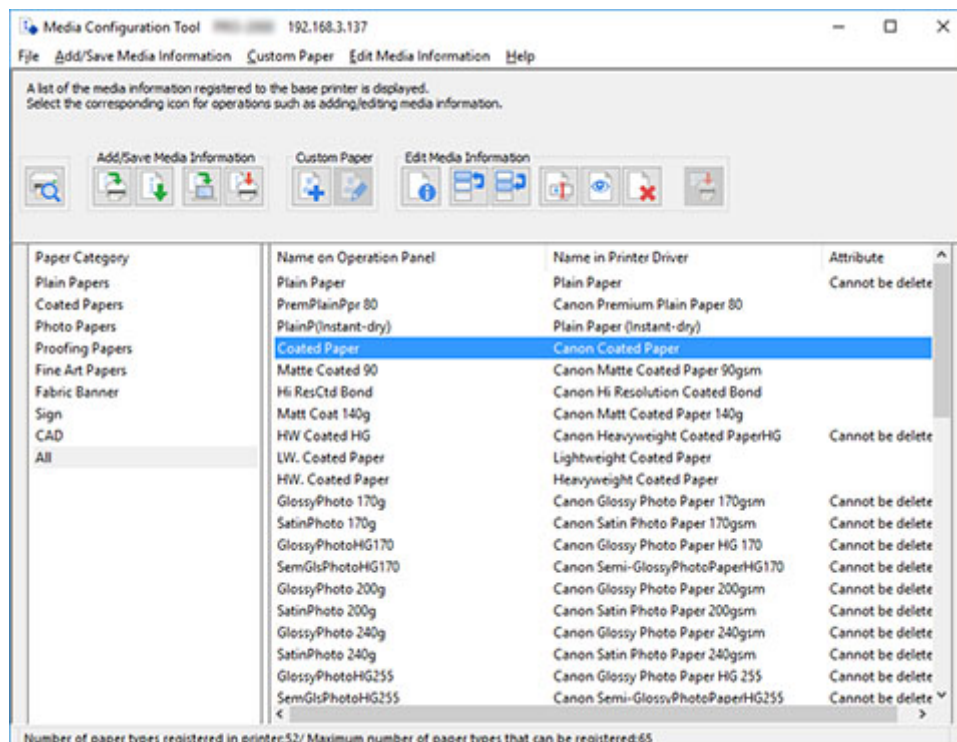 Media Configuration Tool 192.168.3.137
File Add/Save Media Information Custom Paper Edit Media Information Help
A list of the media information registered to the base printer is displayed.
Select the corresponding icon for operations such as adding/editing media information.
Add/Save Media Information Custom Paper Edit Media Information
Paper Category Name on Operation Panel Name in Printer Driver Attribute
Plain Papers Plain Paper Plain Paper Cannot be delete
Coated Papers PremPlainPpr 80 Canon Premium Plain Paper 80
Photo Papers PlainP(Instant-dry) Plain Paper (Instant-dry)
Proofing Papers Coated Paper Canon Coated Paper
Fine Art Papers Matte Coated 90 Canon Matte Coated Paper 90gsm
Fabric Banner Hi ResCtd Bond Canon Hi Resolution Coated Bond
Sign Matt Coat 140g Canon Matt Coated Paper 140g
CAD HW Coated HG Canon Heavyweight Coated PaperHG Cannot be delete
All LW. Coated Paper Lightweight Coated Paper
HW. Coated Paper Heavyweight Coated Paper
GlossyPhoto 170g Canon Glossy Photo Paper 170gsm Cannot be delete
SatinPhoto 170g Canon Satin Photo Paper 170gsm Cannot be delete
GlossyPhotoHG170 Canon Glossy Photo Paper HG 170 Cannot be delete
SemGlsPhotoHG170 Canon Semi-GlossyPhotoPaperHG170 Cannot be delete
GlossyPhoto 200g Canon Glossy Photo Paper 200gsm Cannot be delete
SatinPhoto 200g Canon Satin Photo Paper 200gsm Cannot be delete
GlossyPhoto 240g Canon Glossy Photo Paper 240gsm Cannot be delete
SatinPhoto 240g Canon Satin Photo Paper 240gsm Cannot be delete
GlossyPhotoHG255 Canon Glossy Photo Paper HG 255 Cannot be delete
SemGlsPhotoHG255 Canon Semi-GlossyPhotoPaperHG255 Cannot be delete
Number of paper types registered in printer:52/ Maximum number of paper types that can be registered:65